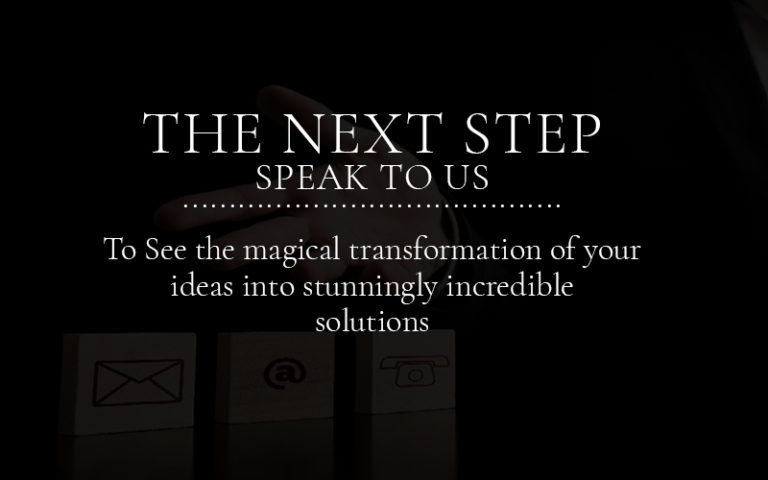 THE NEXT STEP
SPEAK TO US
To See the magical transformation of your
ideas into stunningly incredible
solutions
@